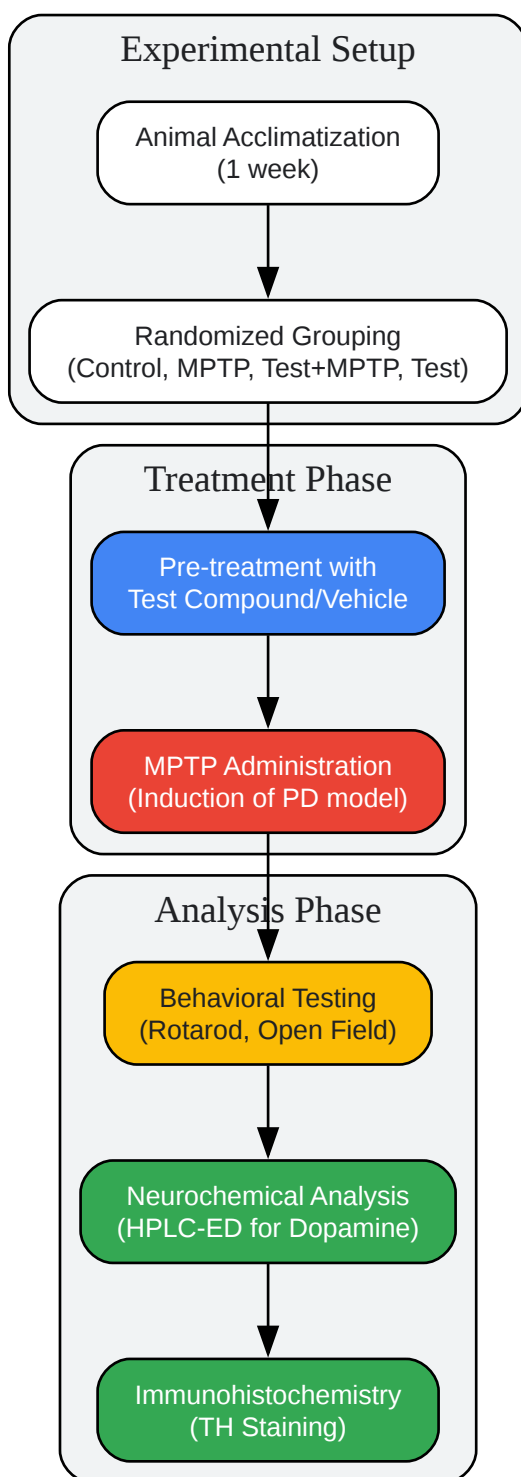 Experimental Setup
Animal Acclimatization
(1 week)
Randomized Grouping
(Control, MPTP, Test+MPTP, Test)
Treatment Phase
Pre-treatment with
Test Compound/Vehicle
MPTP Administration
(Induction of PD model)
Analysis Phase
Behavioral Testing
(Rotarod, Open Field)
Neurochemical Analysis
(HPLC-ED for Dopamine)
Immunohistochemistry
(TH Staining)